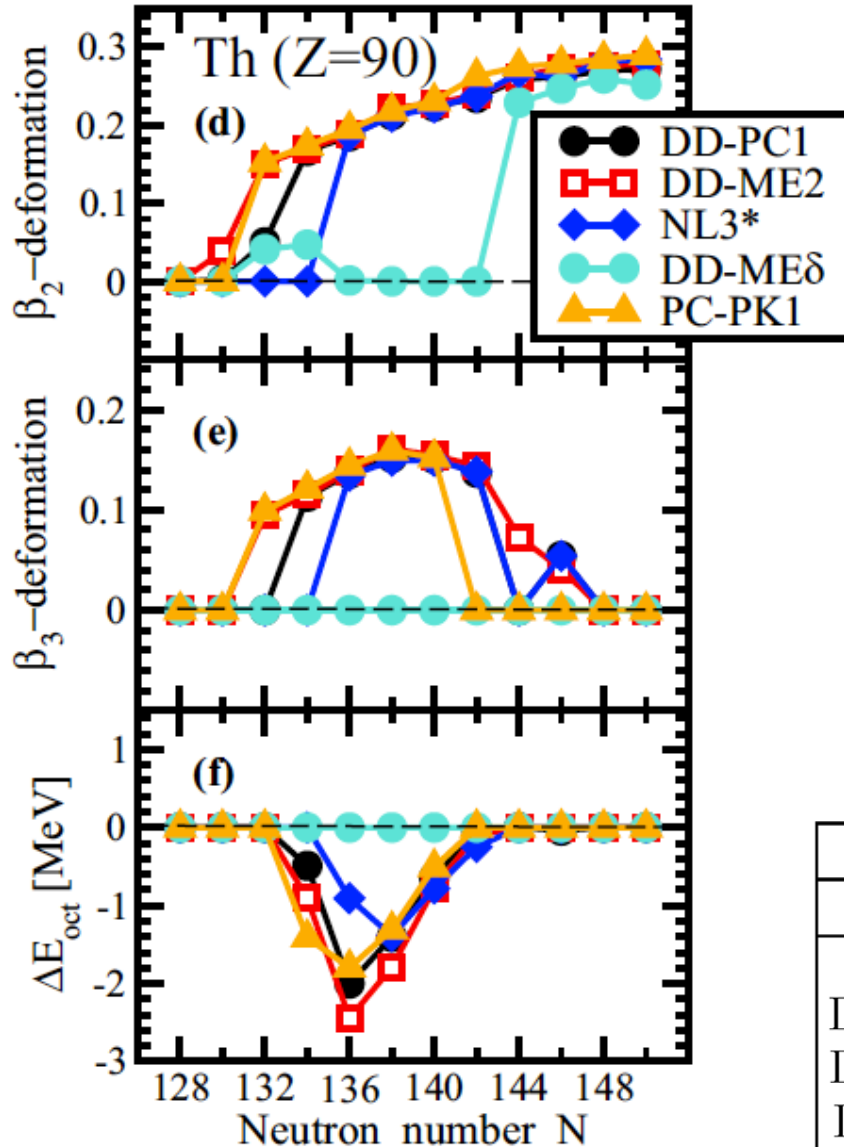 Th (Z=90)
(d)
0.3
0.2
0.1
0
β₂−deformation
DD-PC1
DD-ME2
NL3*
DD-MEδ
PC-PK1
(e)
0.2
0.1
0
β₃−deformation
(f)
1
0
-1
-2
-3
ΔE_oct [MeV]
128 132 136 140 144 148
Neutron number N